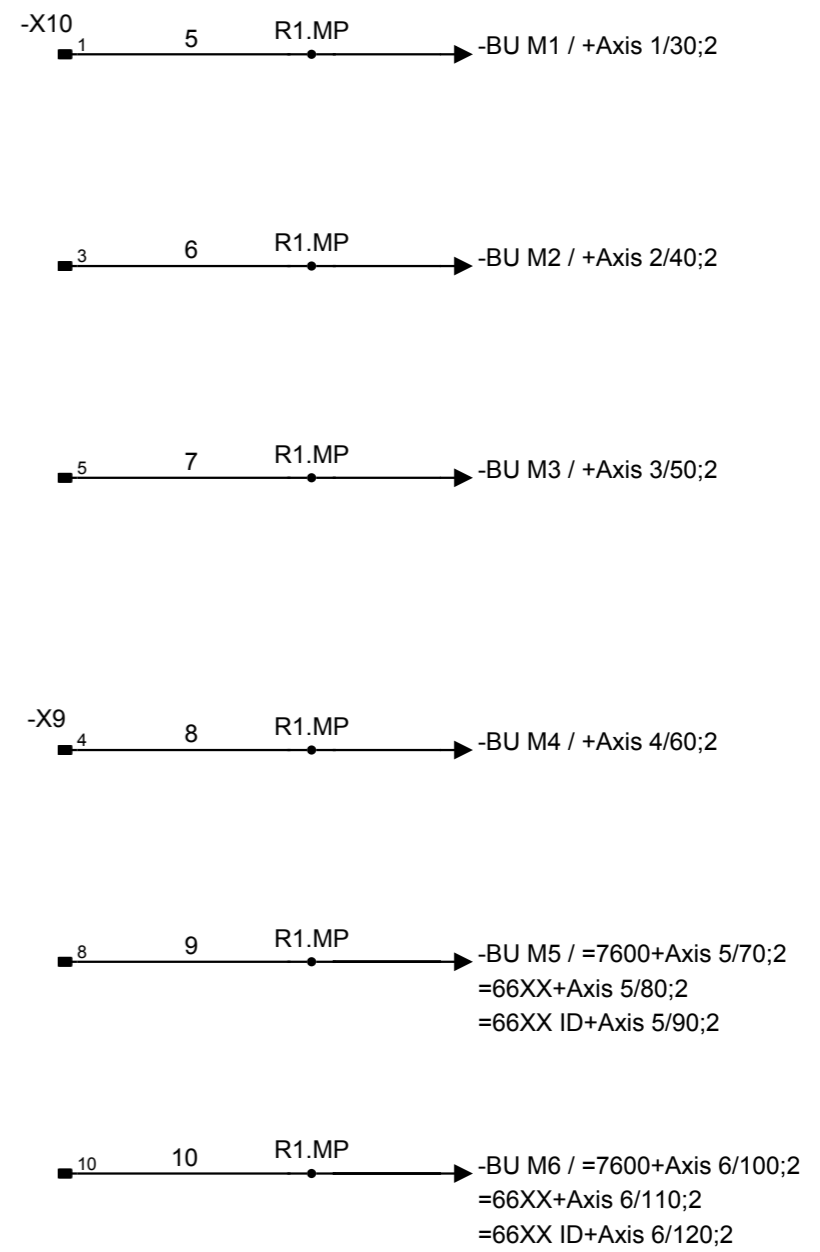 -X10
1 5 R1.MP -BU M1 / +Axis 1/30;2
3 6 R1.MP -BU M2 / +Axis 2/40;2
5 7 R1.MP -BU M3 / +Axis 3/50;2
-X9
4 8 R1.MP -BU M4 / +Axis 4/60;2
8 9 R1.MP -BU M5 / =7600+Axis 5/70;2
=66XX+Axis 5/80;2
=66XX ID+Axis 5/90;2
10 10 R1.MP -BU M6 / =7600+Axis 6/100;2
=66XX+Axis 6/110;2
=66XX ID+Axis 6/120;2